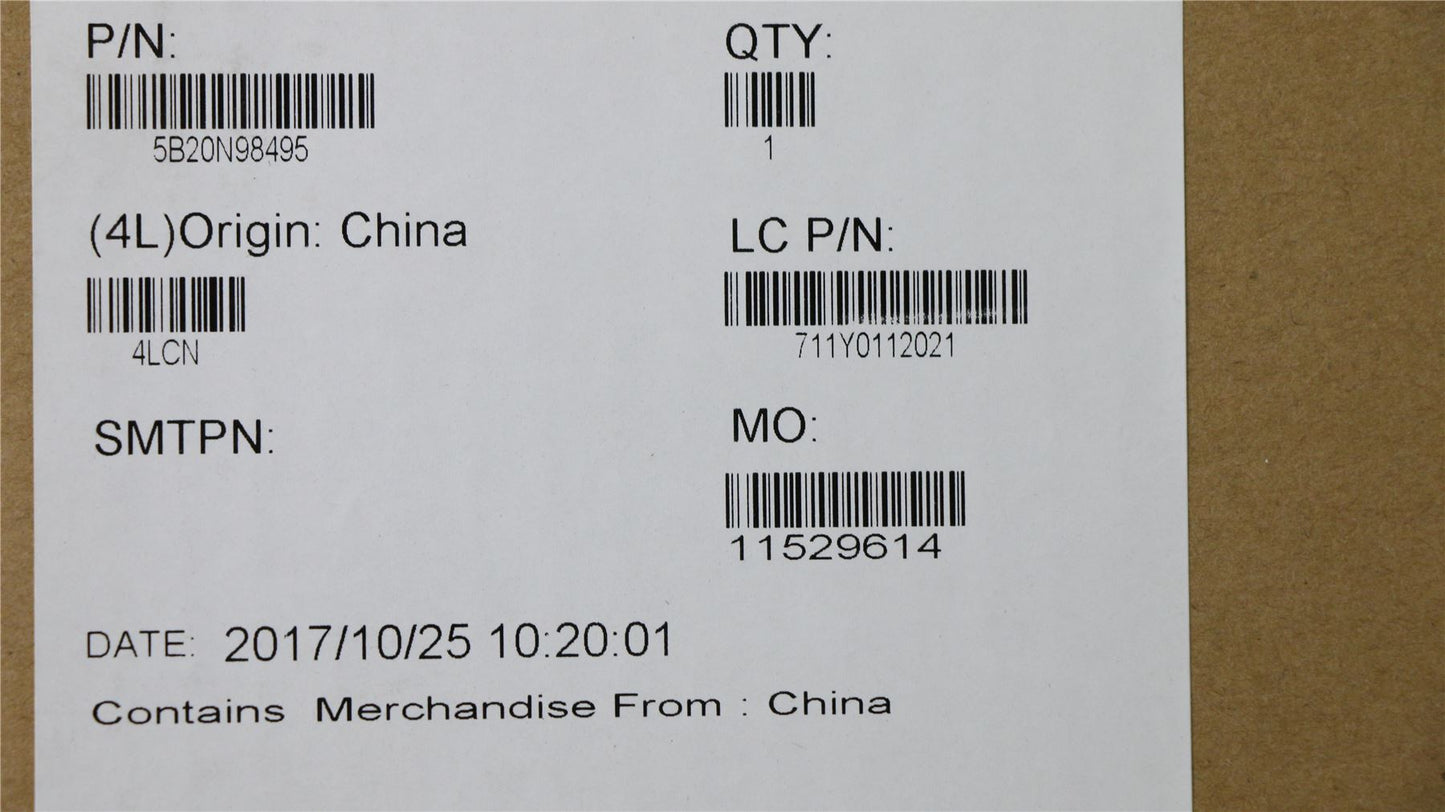 P/N:
5B20N98495
QTY:
1
(4L)Origin: China
4LCN
LC P/N:
711Y0112021
SMTPN:
MO:
11529614
DATE: 2017/10/25 10:20:01
Contains Merchandise From : China